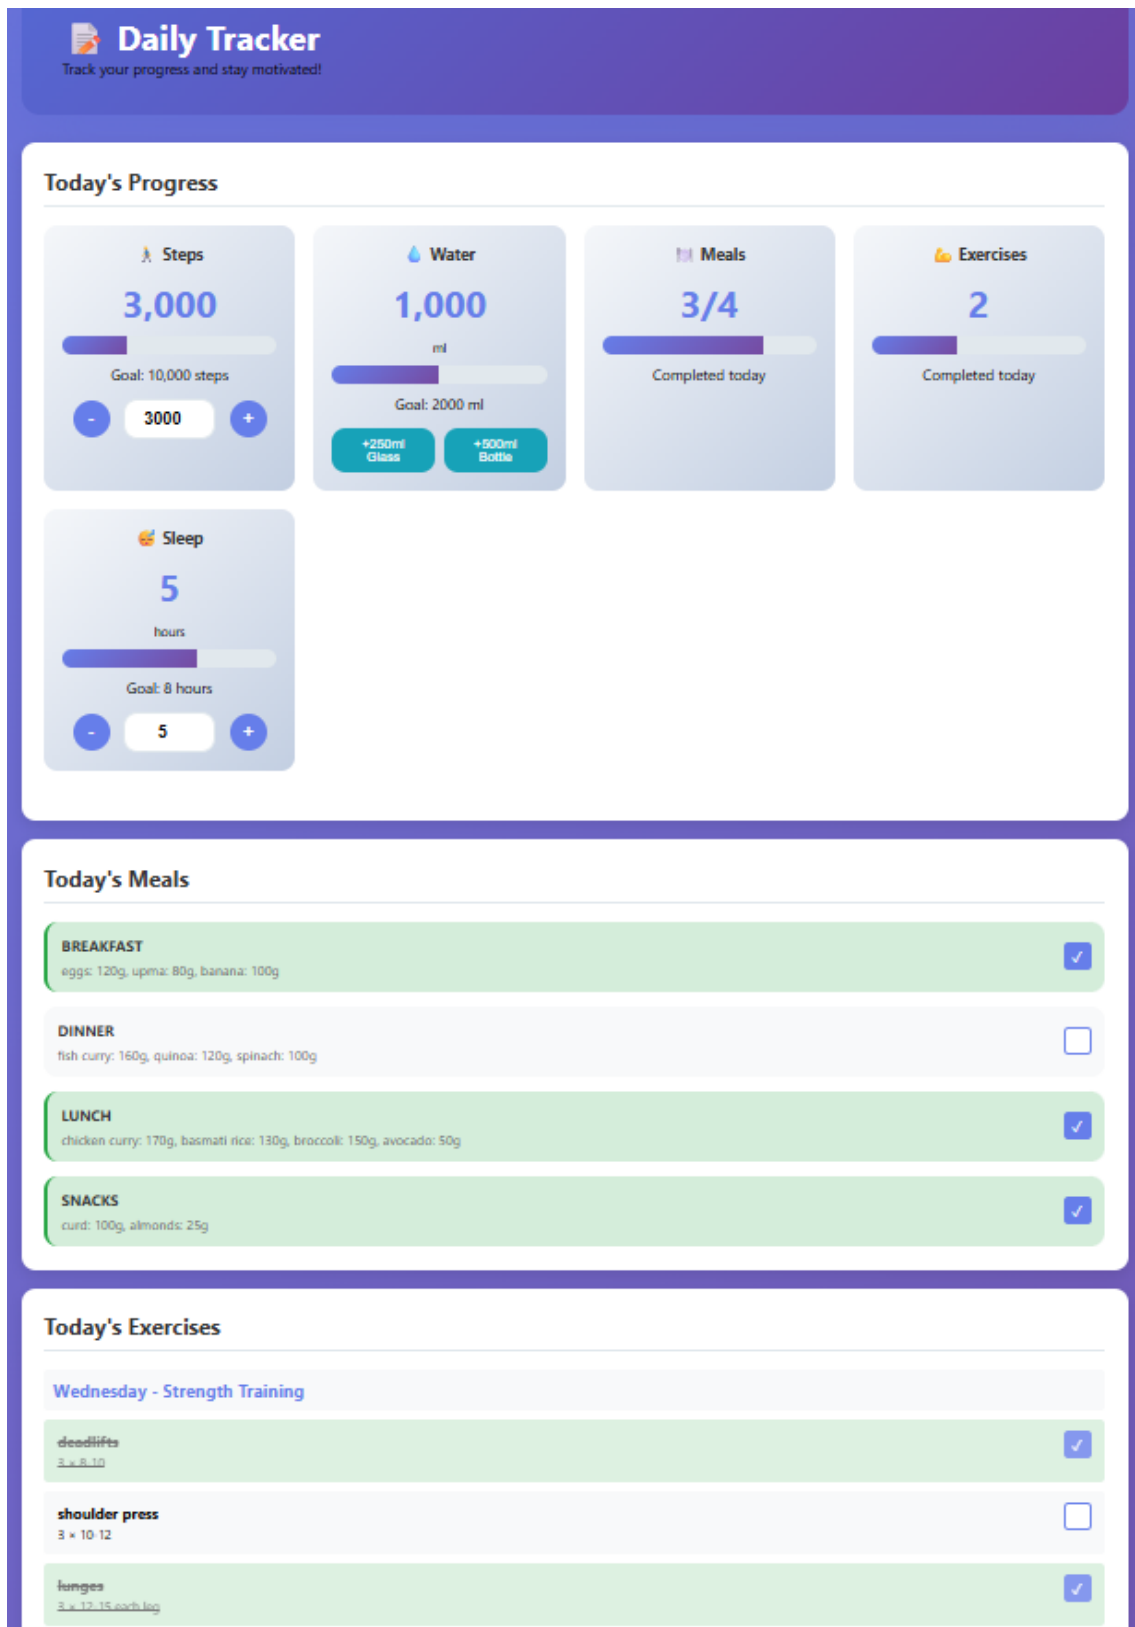 Daily Tracker
Track your progress and stay motivated!
Today's Progress
Steps
3,000
Goal: 10,000 steps
-
3000
+
Water
1,000
ml
Goal: 2000 ml
+250ml
Glass
+500ml
Bottle
Meals
3/4
Completed today
Exercises
2
Completed today
Sleep
5
hours
Goal: 8 hours
-
5
+
Today's Meals
BREAKFAST
eggs: 120g, upma: 80g, banana: 100g
DINNER
fish curry: 160g, quinoa: 120g, spinach: 100g
LUNCH
chicken curry: 170g, basmati rice: 130g, broccoli: 150g, avocado: 50g
SNACKS
curd: 100g, almonds: 25g
Today's Exercises
Wednesday - Strength Training
deadlifts
3 × 8-10
shoulder press
3 × 10-12
lunges
3 × 12-15 each leg